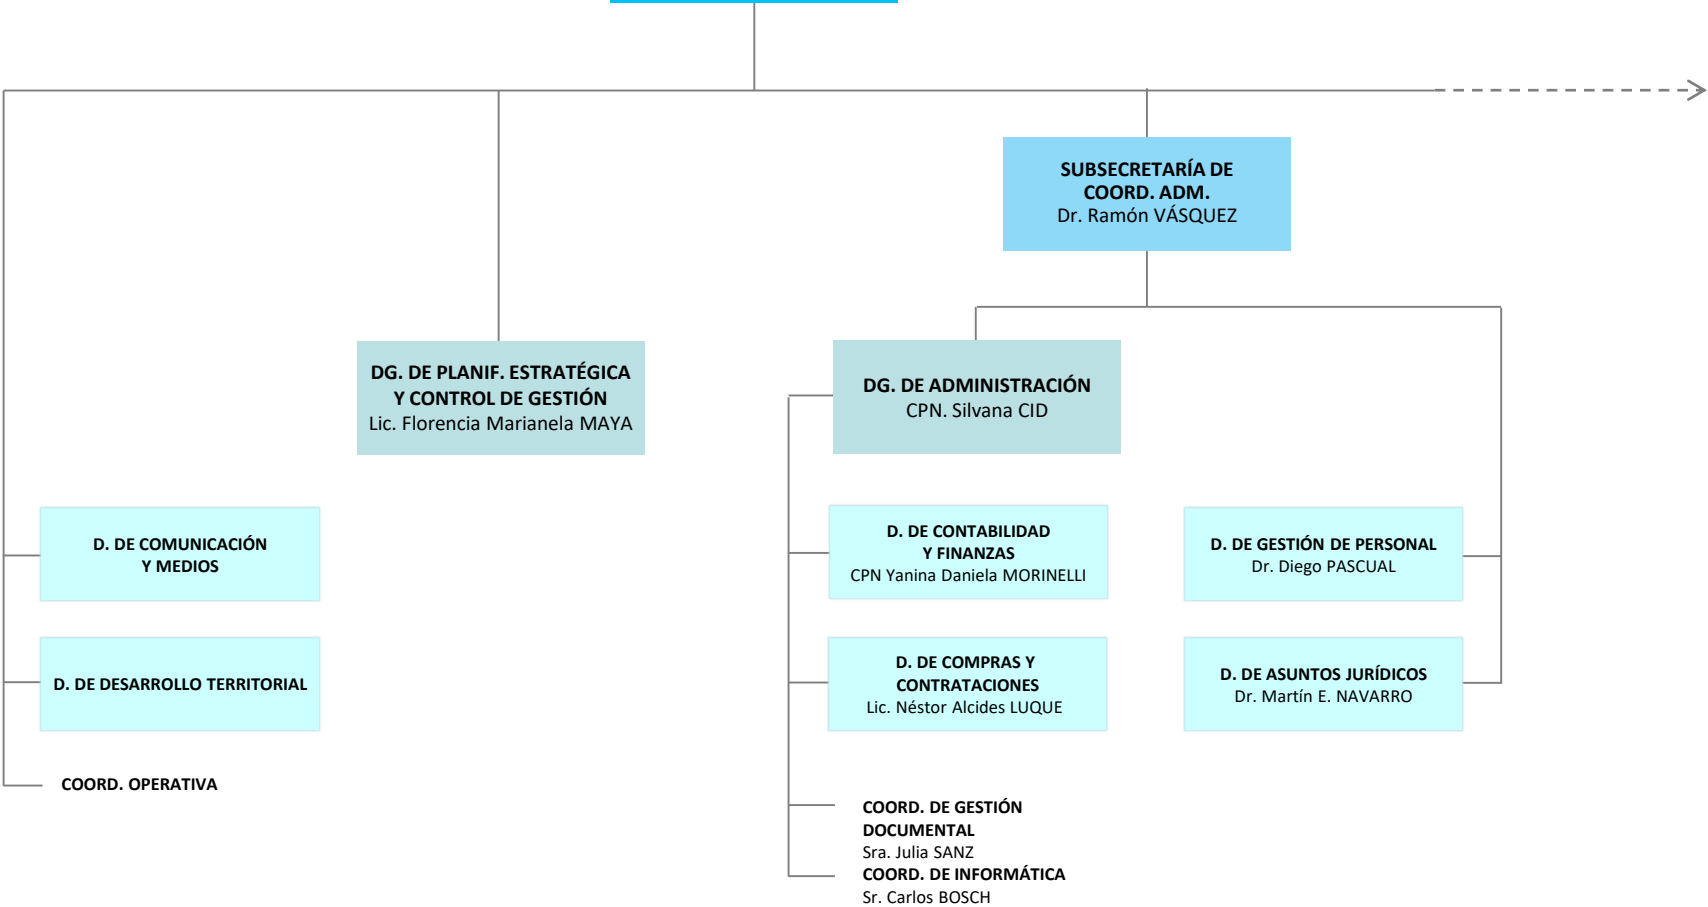 SUBSECRETARÍA DE
COORD. ADM.
Dr. Ramón VÁSQUEZ
DG. DE PLANIF. ESTRATÉGICA
Y CONTROL DE GESTIÓN
Lic. Florencia Marianela MAYA
DG. DE ADMINISTRACIÓN
CPN. Silvana CID
D. DE COMUNICACIÓN
Y MEDIOS
D. DE CONTABILIDAD
Y FINANZAS
CPN Yanina Daniela MORINELLI
D. DE GESTIÓN DE PERSONAL
Dr. Diego PASCUAL
D. DE DESARROLLO TERRITORIAL
D. DE COMPRAS Y
CONTRATACIONES
Lic. Néstor Alcides LUQUE
D. DE ASUNTOS JURÍDICOS
Dr. Martín E. NAVARRO
COORD. OPERATIVA
COORD. DE GESTIÓN
DOCUMENTAL
Sra. Julia SANZ
COORD. DE INFORMÁTICA
Sr. Carlos BOSCH